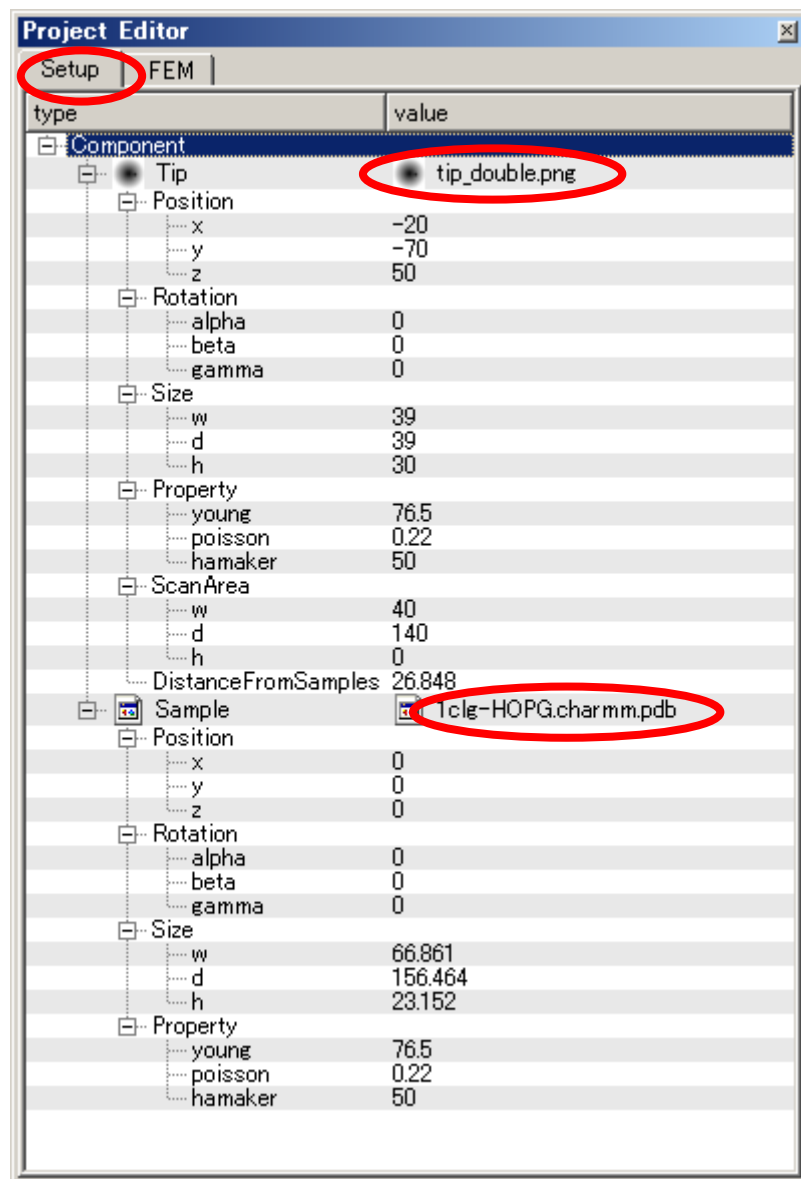 Project Editor
Setup FEM
type value
Component
Tip tip_double.png
Position
x -20
y -70
z 50
Rotation
alpha 0
beta 0
gamma 0
Size
w 39
d 39
h 30
Property
young 76.5
poisson 0.22
hamaker 50
ScanArea
w 40
d 140
h 0
DistanceFromSamples 26.848
Sample 1clg-HOPG.charmm.pdb
Position
x 0
y 0
z 0
Rotation
alpha 0
beta 0
gamma 0
Size
w 66.861
d 156.464
h 23.152
Property
young 76.5
poisson 0.22
hamaker 50